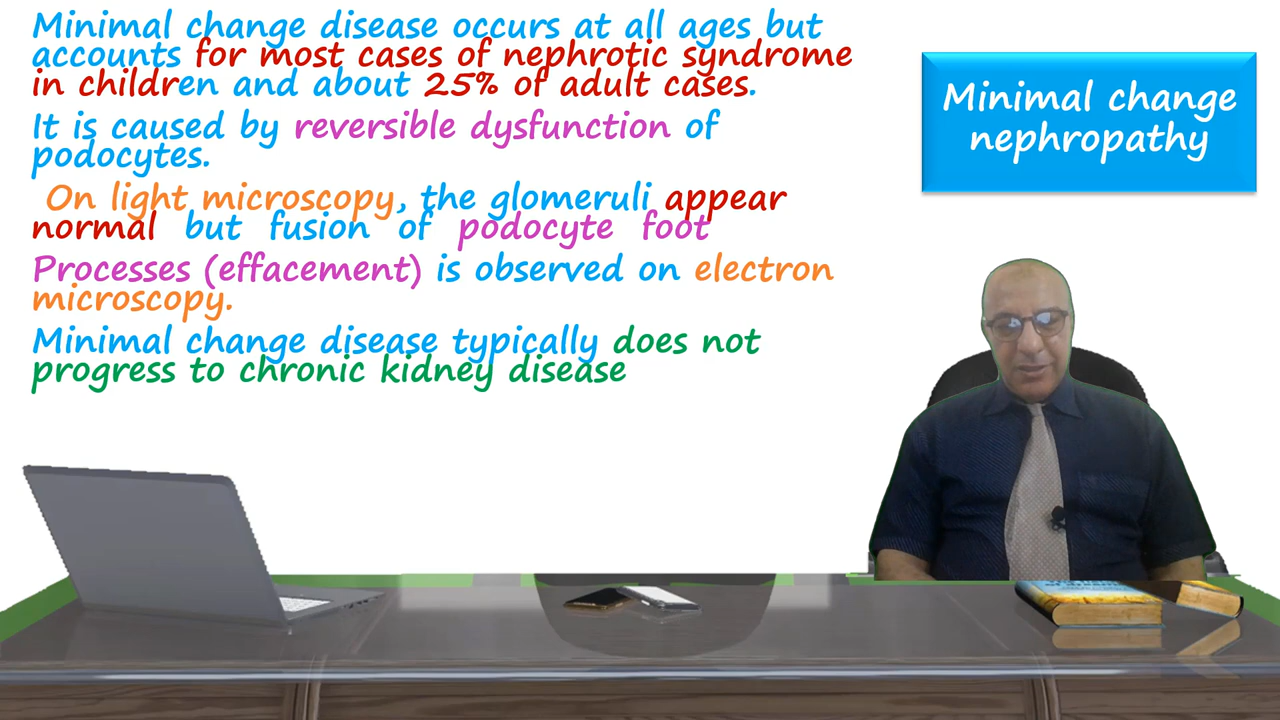 Minimal change disease occurs at all ages but
accounts for most cases of nephrotic syndrome
in children and about 25% of adult cases.
It is caused by reversible dysfunction of
podocytes.
On light microscopy, the glomeruli appear
normal but fusion of podocyte foot
Processes (effacement) is observed on electron
microscopy.
Minimal change disease typically does not
progress to chronic kidney disease
Minimal change
nephropathy